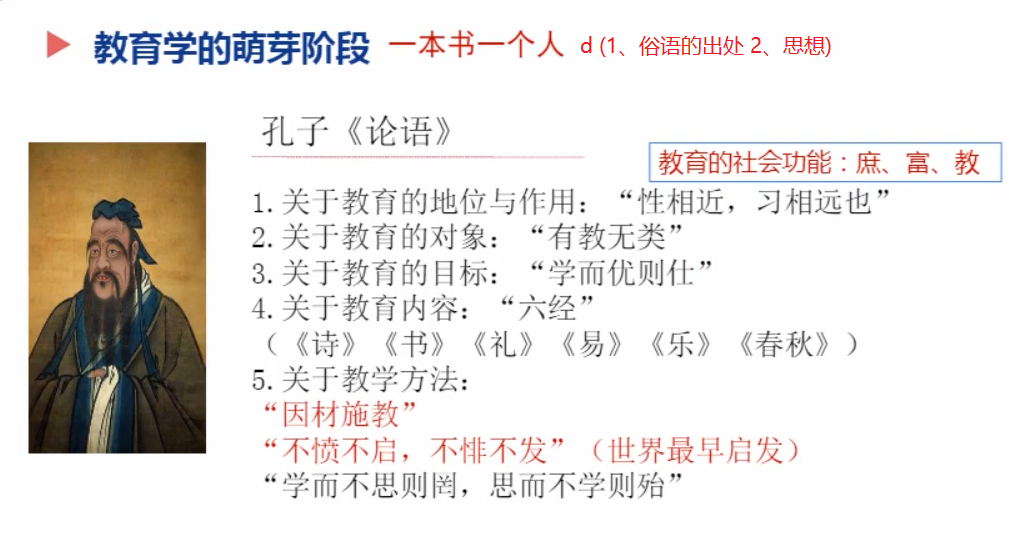 教育学的萌芽阶段 一本书一个人 d (1、俗语的出处 2、思想)
孔子《论语》
教育的社会功能：庶、富、教
1.关于教育的地位与作用：“性相近，习相远也”
2.关于教育的对象：“有教无类”
3.关于教育的目标：“学而优则仕”
4.关于教育内容：“六经”
（《诗》《书》《礼》《易》《乐》《春秋》）
5.关于教学方法：
“因材施教”
“不愤不启，不悱不发”（世界最早启发）
“学而不思则罔，思而不学则殆”